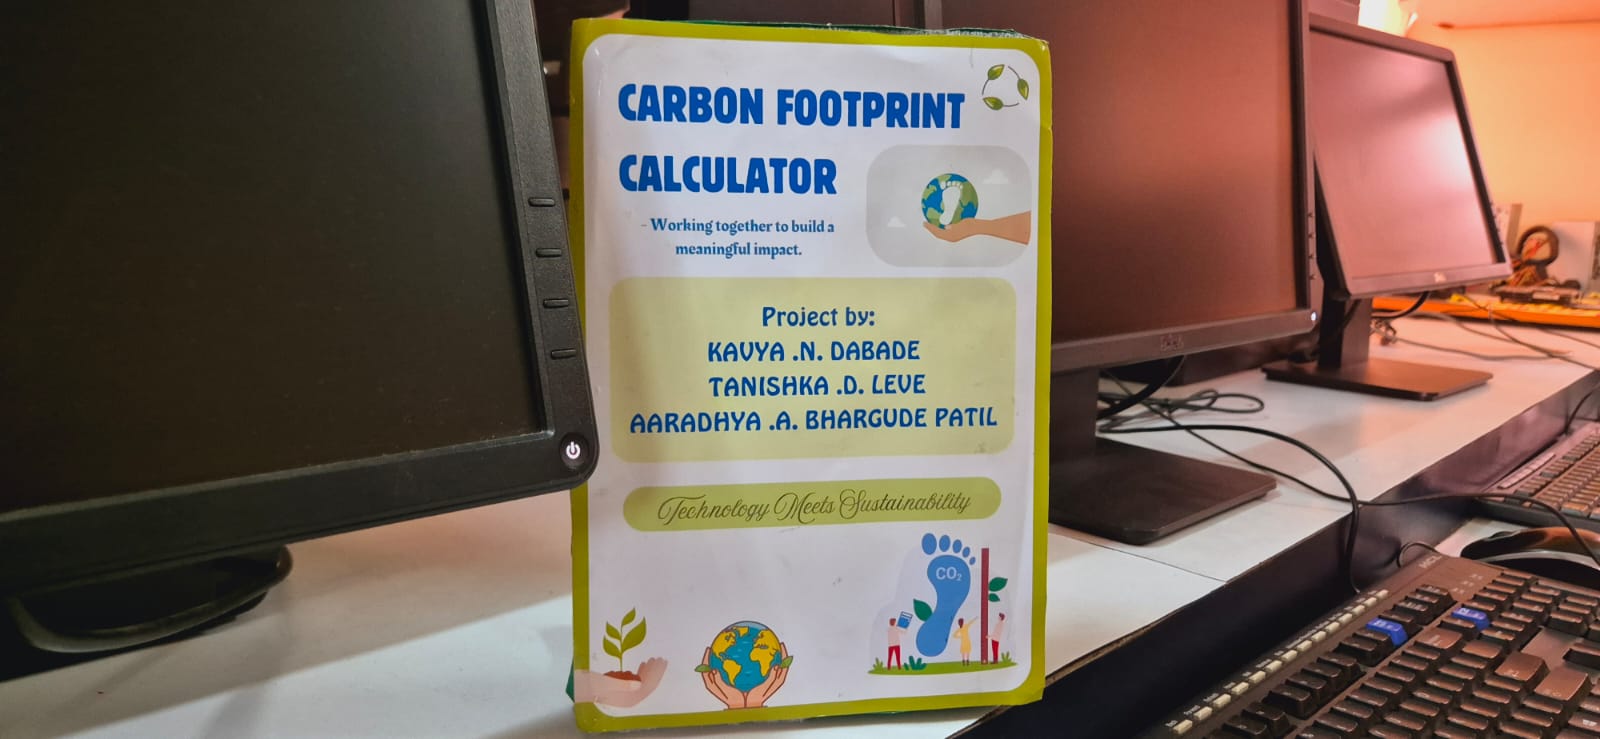 CARBON FOOTPRINT
CALCULATOR
- Working together to build a
meaningful impact.
Project by:
KAVYA .N. DABADE
TANISHKA .D. LEVE
AARADHYA .A. BHARGUDE PATIL
Technology Meets Sustainability
CO₂